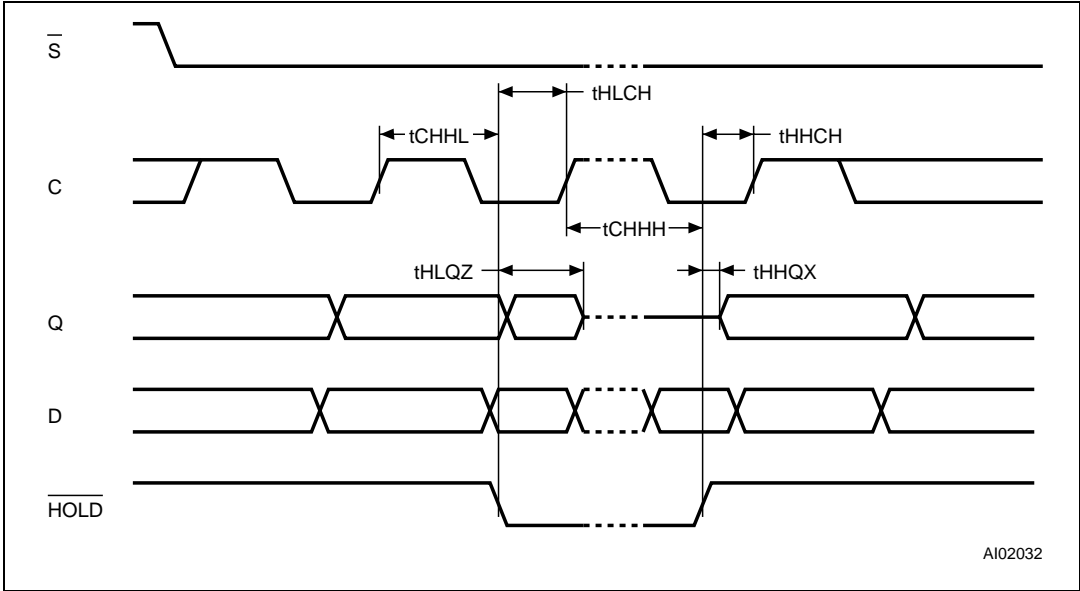 S
tHLCH
tCHHL
tHHCH
C
tCHHH
tHLQZ
tHHQX
Q
D
HOLD
AI02032